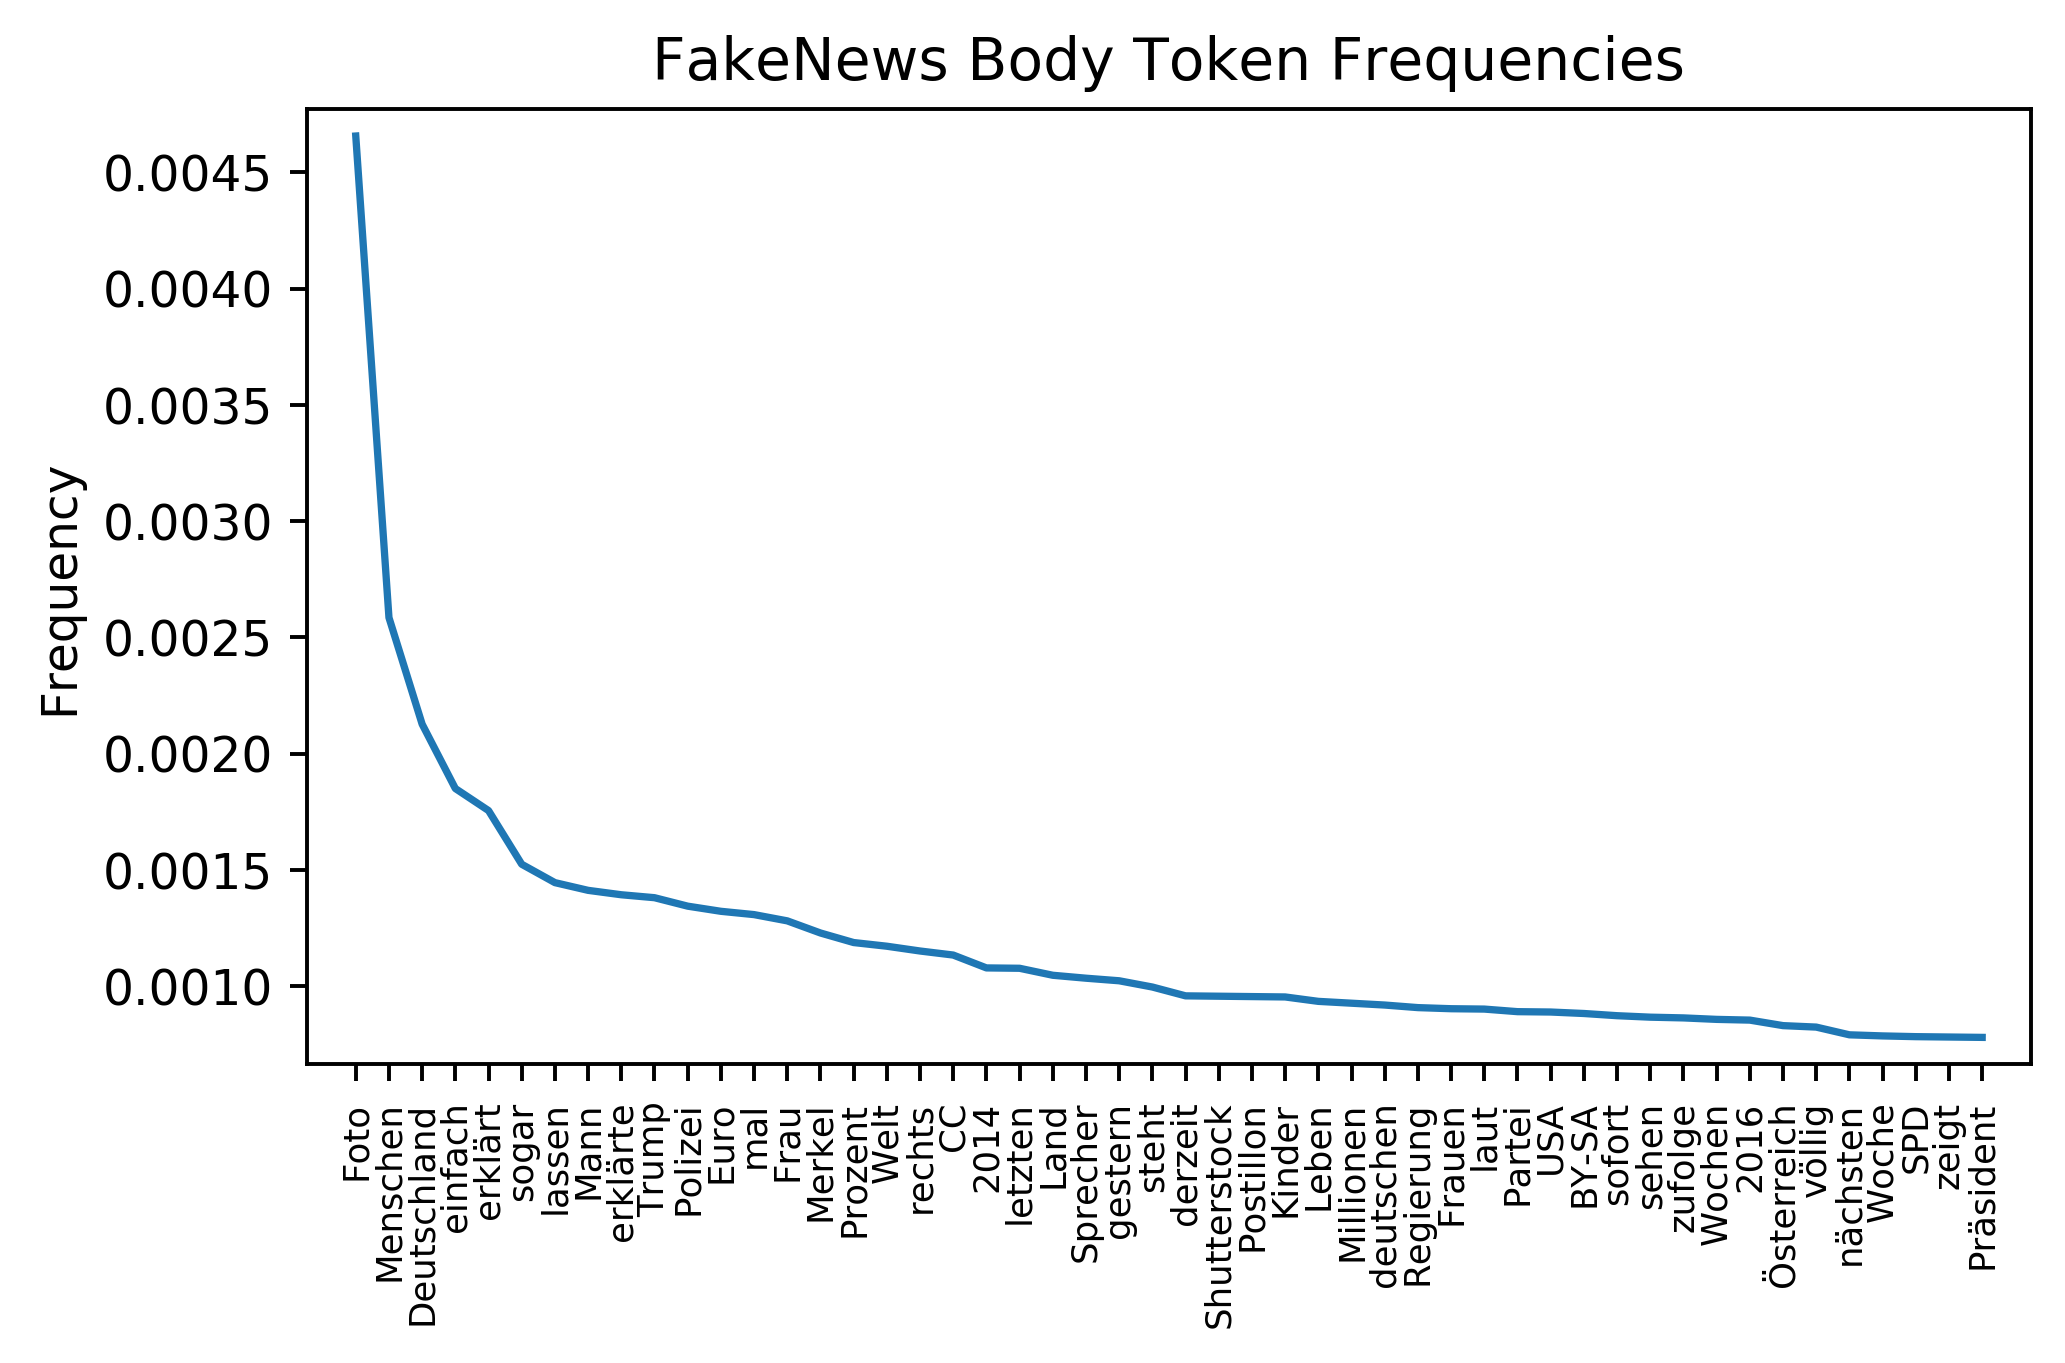 FakeNews Body Token Frequencies
Frequency
0.0045
0.0040
0.0035
0.0030
0.0025
0.0020
0.0015
0.0010
Foto
Menschen
Deutschland
einfach
erklärt
sogar
lassen
Mann
erklärte
Trump
Polizei
Euro
mal
Frau
Merkel
Prozent
Welt
rechts
CC
2014
letzten
Land
Sprecher
gestern
steht
derzeit
Shutterstock
Postillon
Kinder
Leben
Millionen
deutschen
Regierung
Frauen
laut
Partei
USA
BY-SA
sofort
sehen
zufolge
Wochen
2016
Österreich
völlig
nächsten
Woche
SPD
zeigt
Präsident